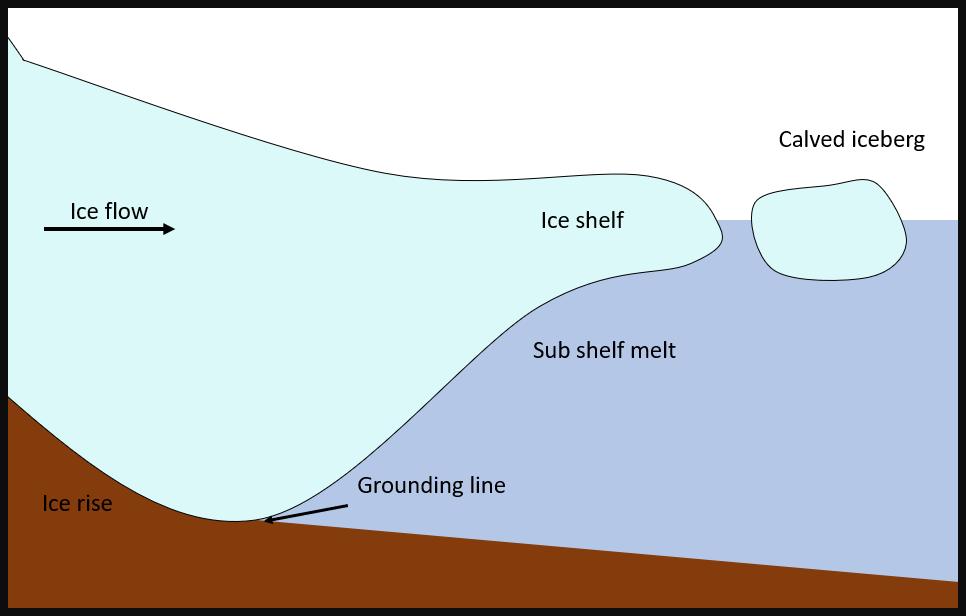 Calved iceberg
Ice flow
Ice shelf
Sub shelf melt
Grounding line
Ice rise